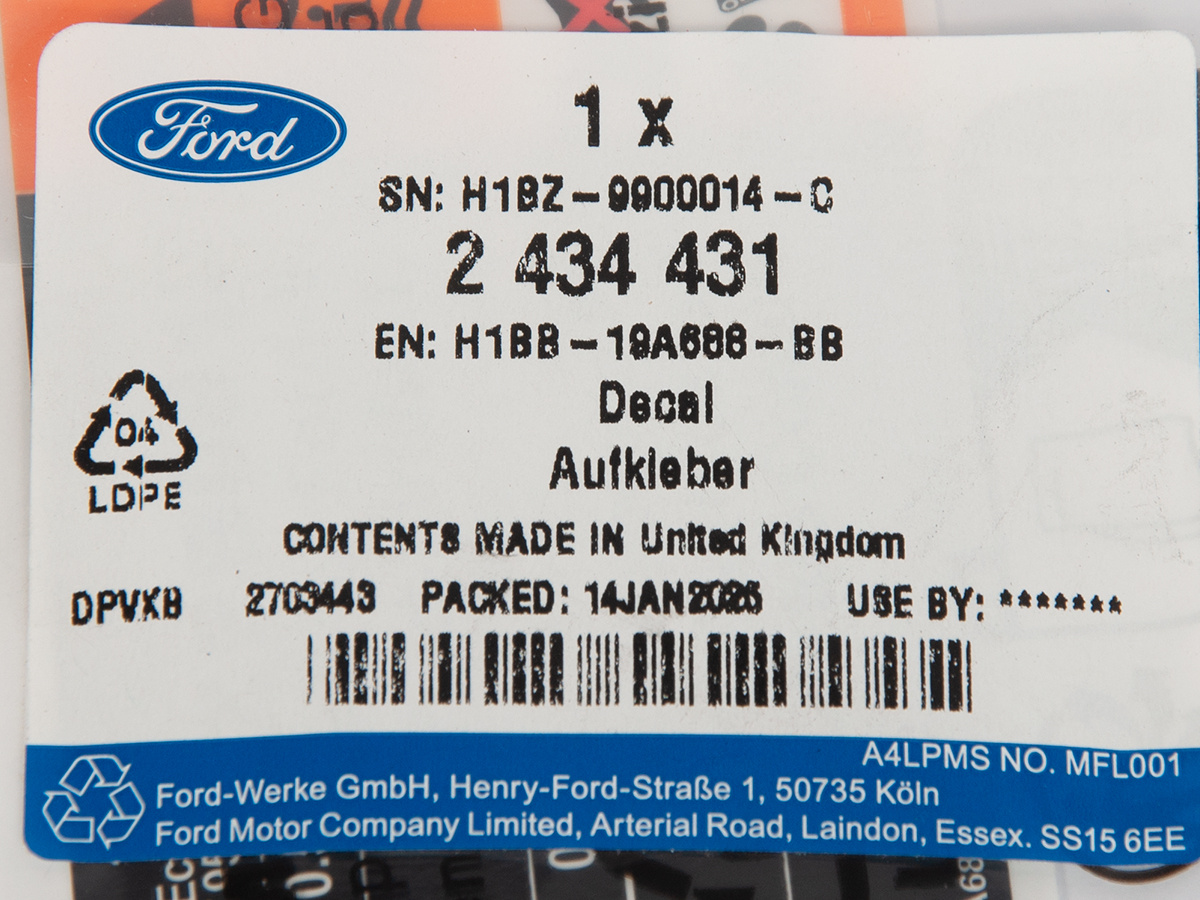 Ford
1 x
SN: H1BZ-9900014-C
2 434 431
EN: H1BB-19A688-BB
Decal
Aufkleber
04
LDPE
CONTENTS MADE IN United Kingdom
DPVXB 2703443 PACKED: 14JAN2025 USE BY: *******
A4LPMS NO. MFL001
Ford-Werke GmbH, Henry-Ford-Straße 1, 50735 Köln
Ford Motor Company Limited, Arterial Road, Laindon, Essex. SS15 6EE